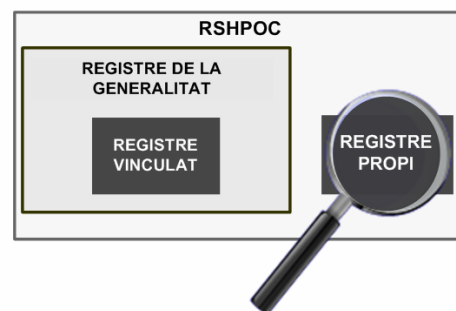 RSHPOC
REGISTRE DE LA
GENERALITAT
REGISTRE
VINCULAT
REGISTRE
PROPI